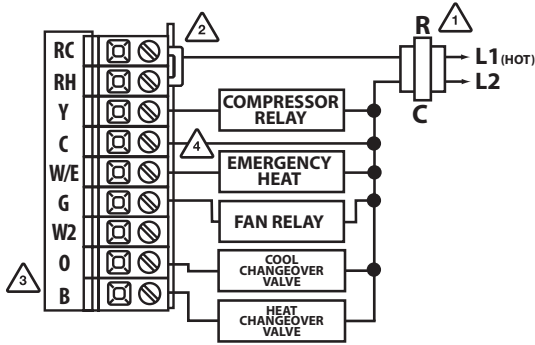 R
1
2
RC
L1(HOT)
RH
L2
Y
COMPRESSOR
RELAY
C
C
4
W/E
EMERGENCY
HEAT
G
FAN RELAY
W2
O
COOL
CHANGEOVER
VALVE
3
B
HEAT
CHANGEOVER
VALVE